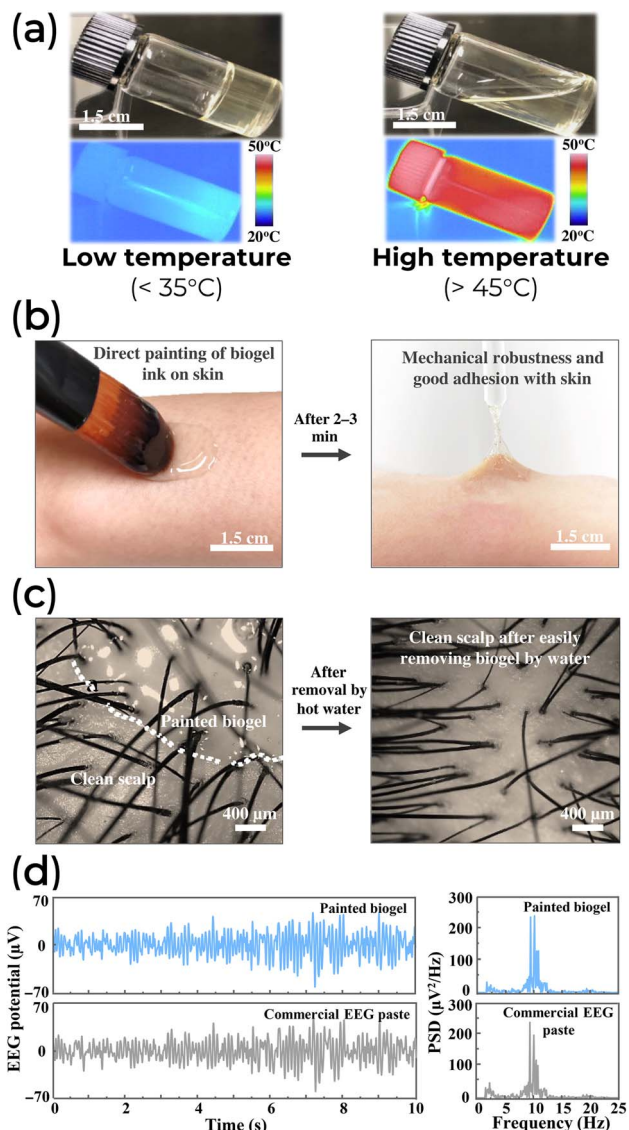 (a)
1.5 cm
1.5 cm
50°C
20°C
50°C
20°C
Low temperature
(< 35°C)
High temperature
(> 45°C)
(b)
Direct painting of biogel
ink on skin
1.5 cm
After 2–3
min
Mechanical robustness and
good adhesion with skin
1.5 cm
(c)
Painted biogel
Clean scalp
400 μm
After
removal by
hot water
Clean scalp after easily
removing biogel by water
400 μm
(d)
EEG potential (μV)
70
0
−70
Painted biogel
70
0
−70
Commercial EEG paste
0 2 4 6 8 10
Time (s)
PSD (μV²/Hz)
300
200
100
0
Painted biogel
300
200
100
0
Commercial EEG
paste
0 5 10 15 20 25
Frequency (Hz)